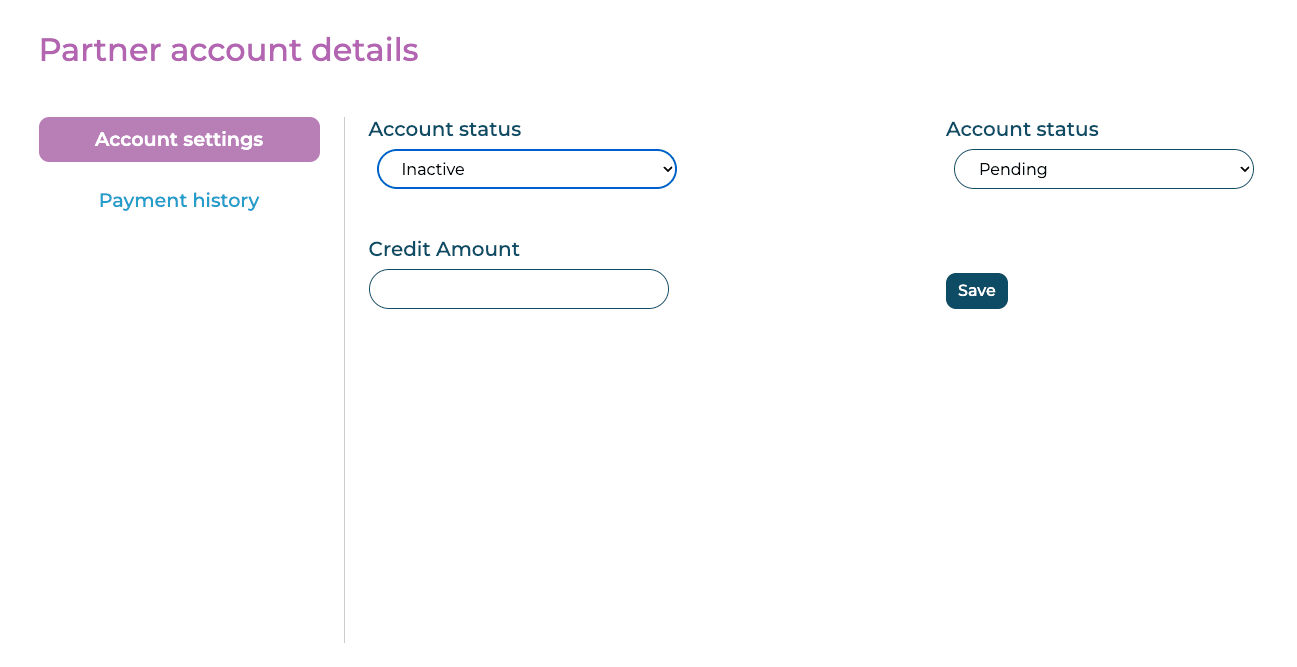 Partner account details
Account settings
Payment history
Account status
Inactive
Account status
Pending
Credit Amount
Save